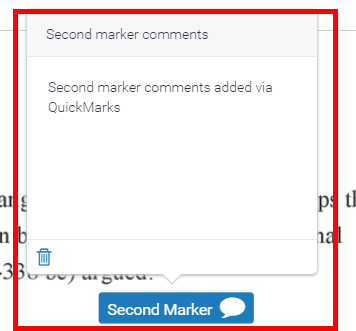 Second marker comments
Second marker comments added via
QuickMarks
Second Marker